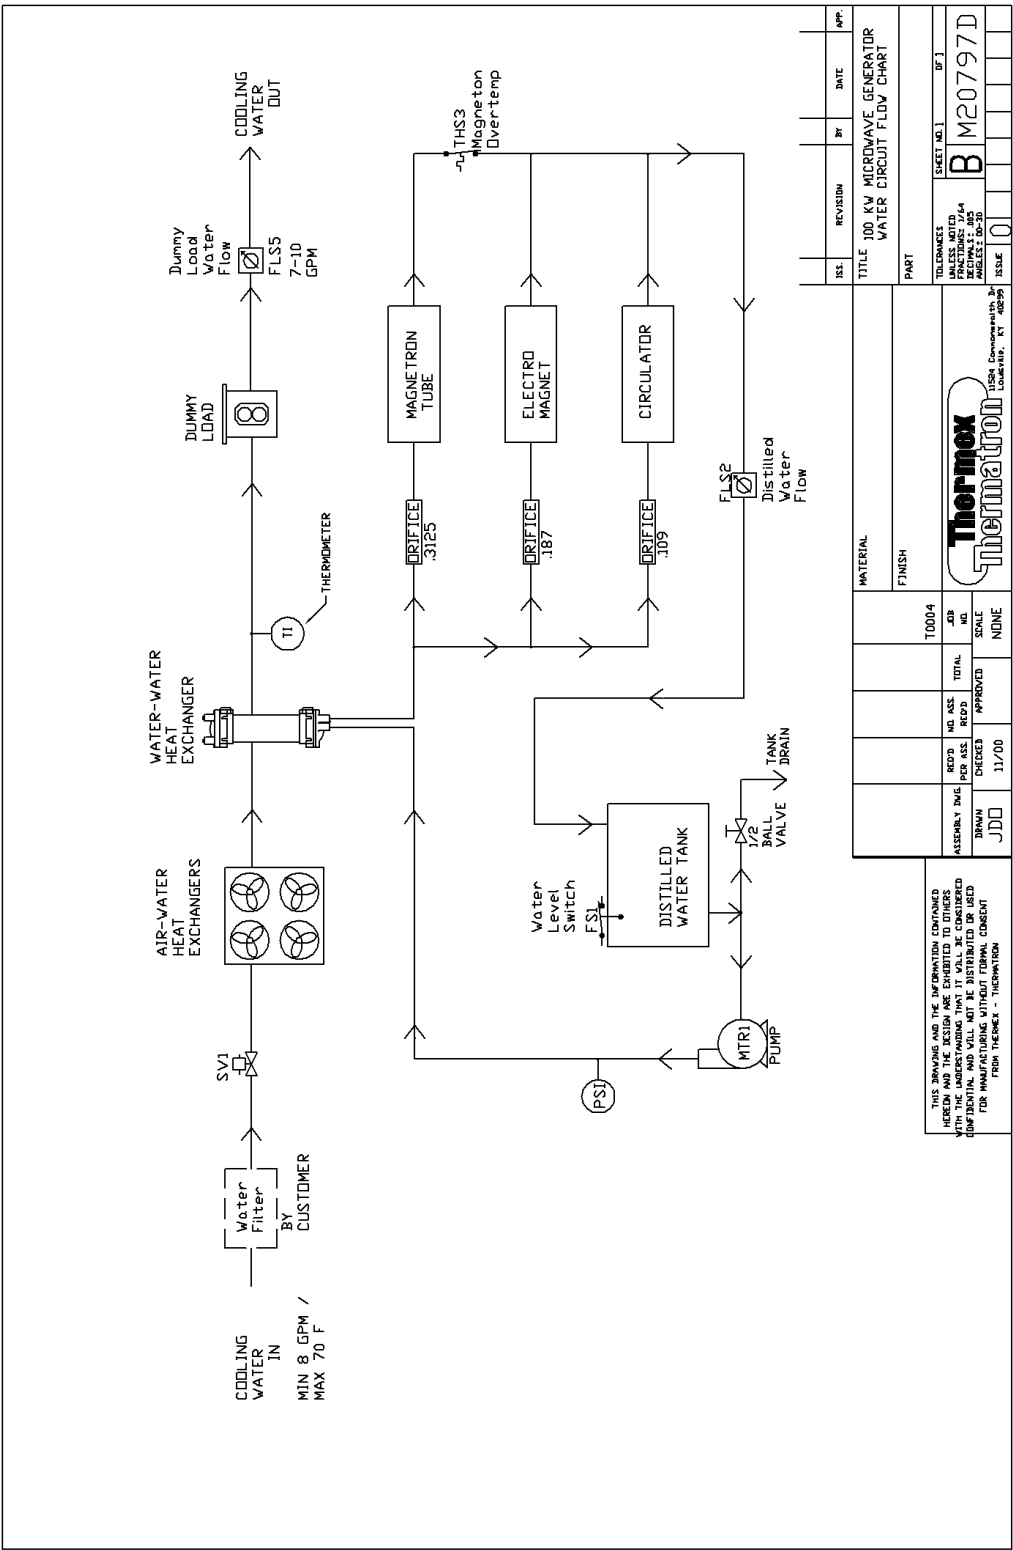 COOLING
WATER
IN
MIN 8 GPM /
MAX 70 F
Water
Filter
BY
CUSTOMER
SV1
AIR-WATER
HEAT
EXCHANGERS
WATER-WATER
HEAT
EXCHANGER
TI
THERMOMETER
DUMMY
LOAD
Dummy
Load
Water
Flow
FLS5
7-10
GPM
COOLING
WATER
OUT
ORIFICE
.3125
MAGNETRON
TUBE
THS3
Magneton
Overtemp
ORIFICE
.187
ELECTRO
MAGNET
ORIFICE
.109
CIRCULATOR
FLS2
Distilled
Water
Flow
PSI
MTR1
PUMP
Water
Level
Switch
FS1
DISTILLED
WATER TANK
1/2
BALL
VALVE
TANK
DRAIN
THIS DRAWING AND THE INFORMATION CONTAINED
HEREON AND THE DESIGN ARE EXHIBITED TO OTHERS
WITH THE UNDERSTANDING THAT IT WILL BE CONSIDERED
CONFIDENTIAL AND WILL NOT BE DISTRIBUTED OR USED
FOR MANUFACTURING WITHOUT FORMAL CONSENT
FROM THERMEX - THERMATRON
ASSEMBLY DWG.
REQ'D
PER ASS.
NO. ASS.
REQ'D
TOTAL
JOB
NO.
T0004
DRAWN
JDO
CHECKED
11/00
APPROVED
SCALE
NONE
MATERIAL
FINISH
Thermex
Thermatron
11524 Commonwealth Dr
Louisville, KY 40299
ISS.
REVISION
BY
DATE
APP.
TITLE 100 KW MICROWAVE GENERATOR
WATER CIRCUIT FLOW CHART
PART
TOLERANCES
UNLESS NOTED
FRACTIONS± 1/64
DECIMALS± .005
ANGLES± 00-30
SHEET NO. 1 OF 1
B M20797D
ISSUE 0